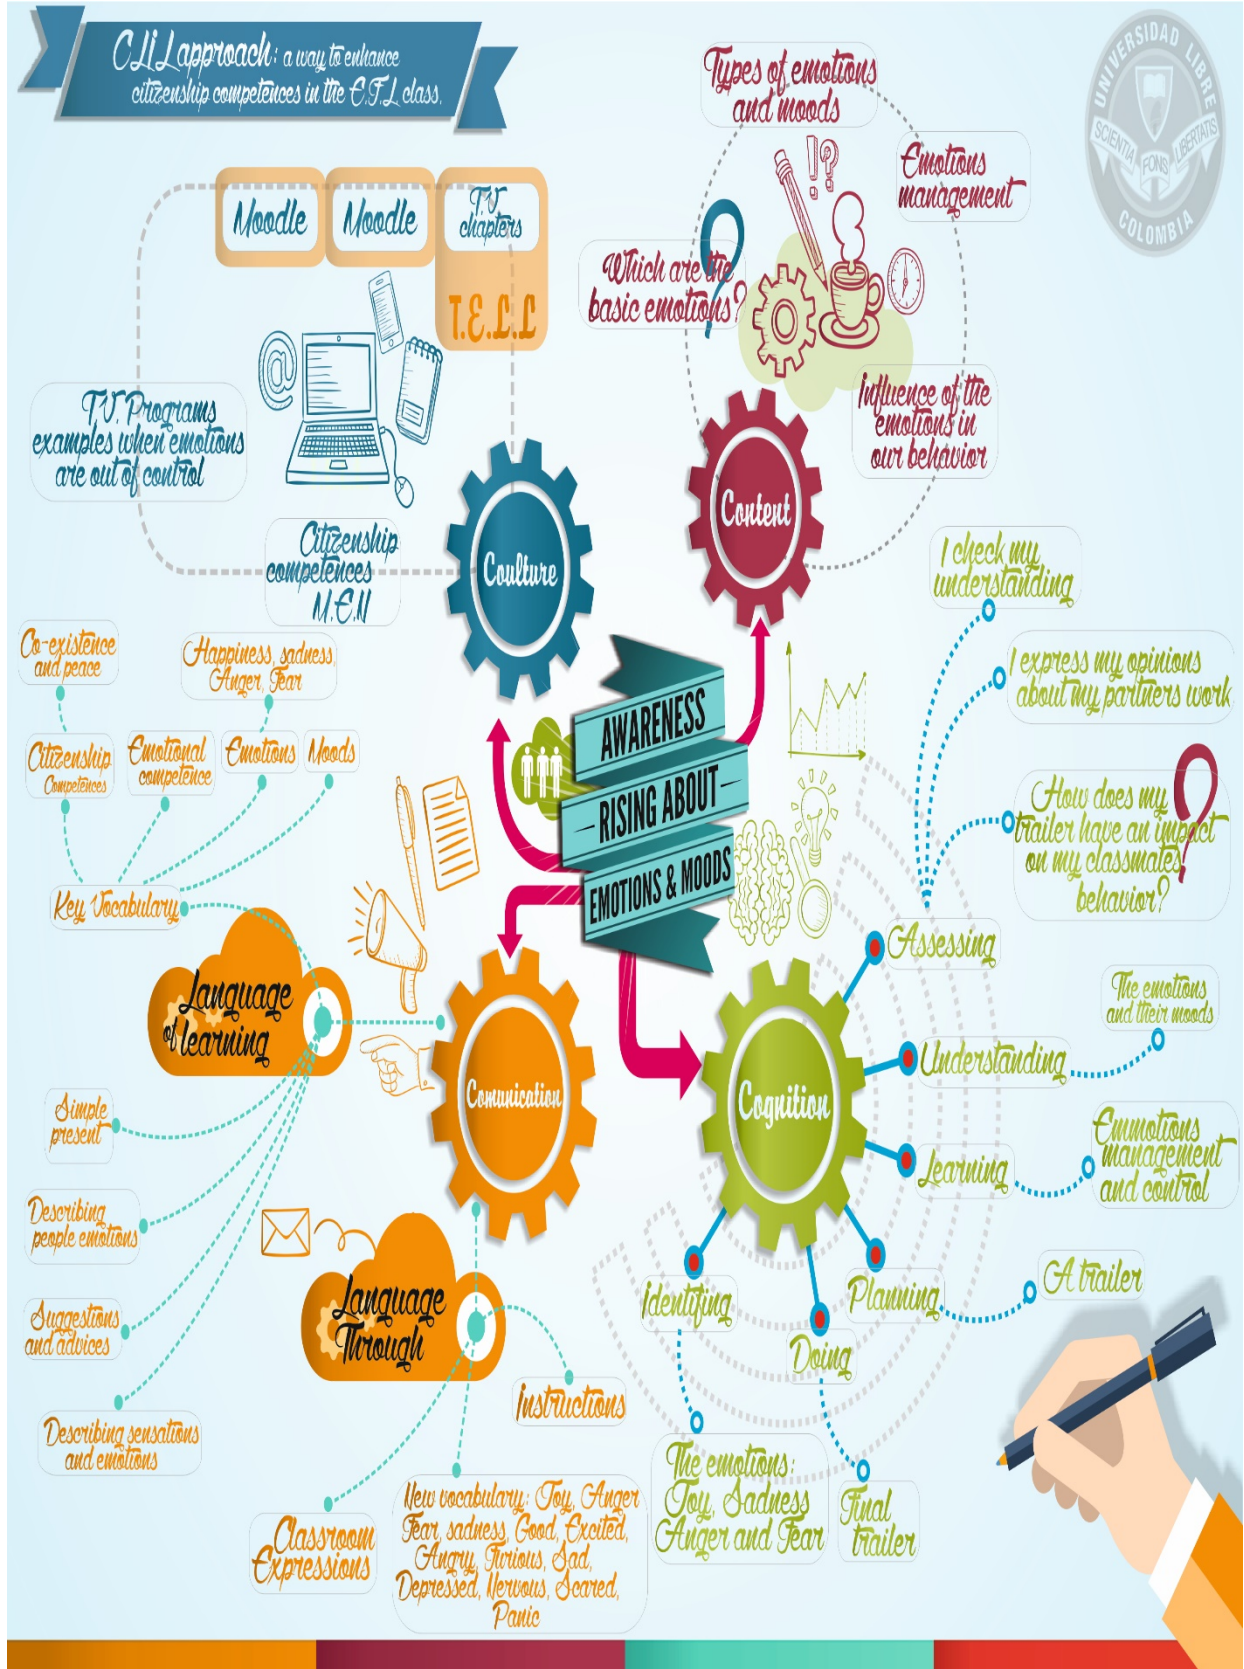 CLiL approach: a way to enhance
citizenship competences in the E.F.L class.
UNIVERSIDAD LIBRE
SCIENTIA FONS LIBERTATIS
COLOMBIA
Moodle
Moodle
T.V.
chapters
T.E.L.L
T.V. Programs
examples when emotions
are out of control
Citizenship
competences
M.E.N
Coulture
Types of emotions
and moods
Emotions
management
Which are the
basic emotions?
influence of the
emotions in
our behavior
Content
AWARENESS
RISING ABOUT
EMOTIONS & MOODS
Co-existence
and peace
Happiness, sadness,
Anger, Fear
Citizenship
Competences
Emotional
competence
Emotions
Moods
Key Vocabulary
Language
of learning
Simple
present
Describing
people emotions
Suggestions
and advices
Describing sensations
and emotions
Comunication
Language
Through
instructions
Classroom
Expressions
New vocabulary: Joy, Anger
Fear, sadness, Good, Excited,
Angry, Furious, Sad,
Depressed, Nervous, Scared,
Panic
Cognition
I check my
understanding
I express my opinions
about my partners work
How does my
trailer have an impact
on my classmates
behavior?
Assessing
Understanding
The emotions
and their moods
Learning
Emmotions
management
and control
Planning
A trailer
Doing
Final
trailer
identifing
The emotions:
Joy, Sadness
Anger and Fear